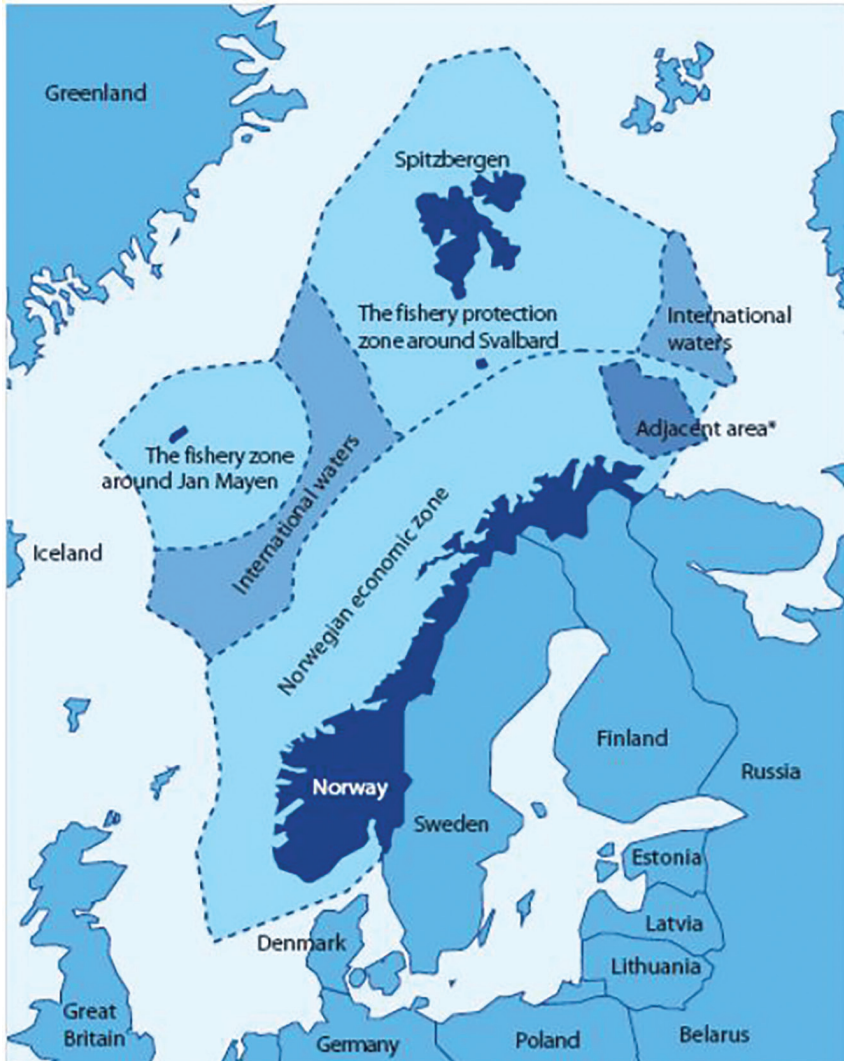 Greenland
Spitzbergen
The fishery protection
zone around Svalbard
International
waters
Adjacent area*
The fishery zone
around Jan Mayen
International waters
Iceland
Norwegian economic zone
Norway
Finland
Russia
Sweden
Estonia
Latvia
Lithuania
Denmark
Great
Britain
Germany
Poland
Belarus